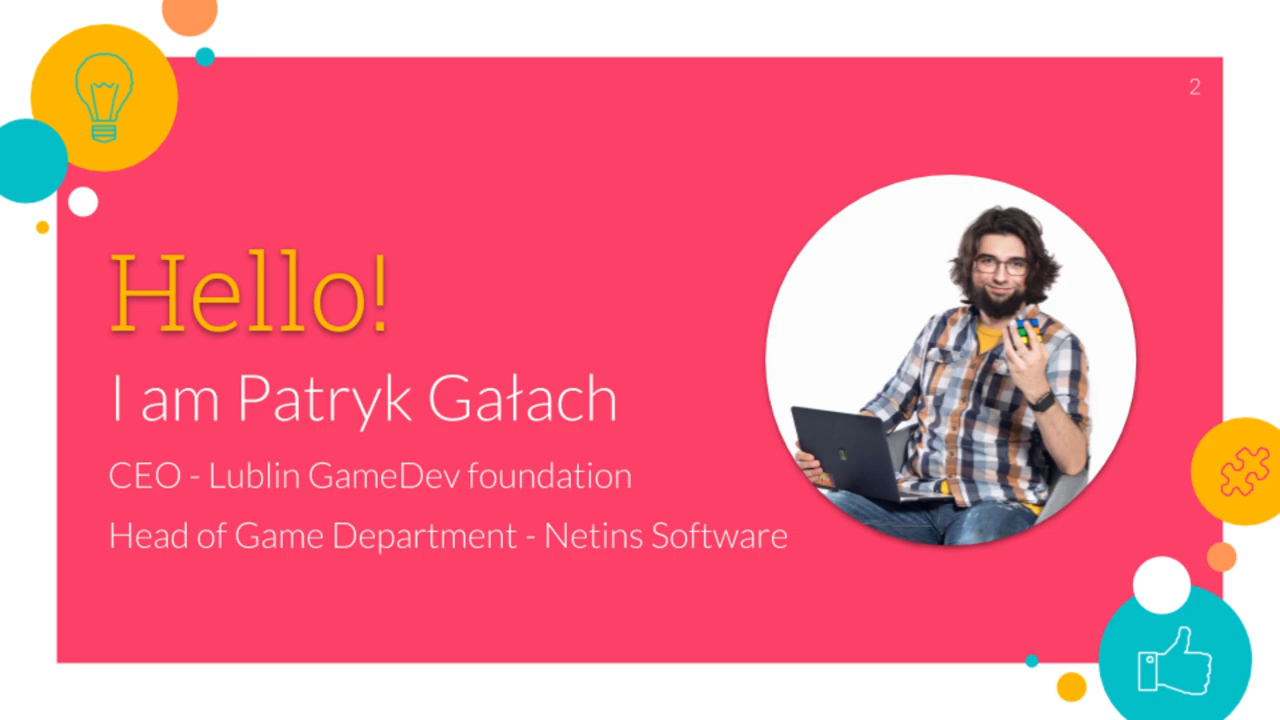 2
Hello!
I am Patryk Gałach
CEO - Lublin GameDev foundation
Head of Game Department - Netins Software